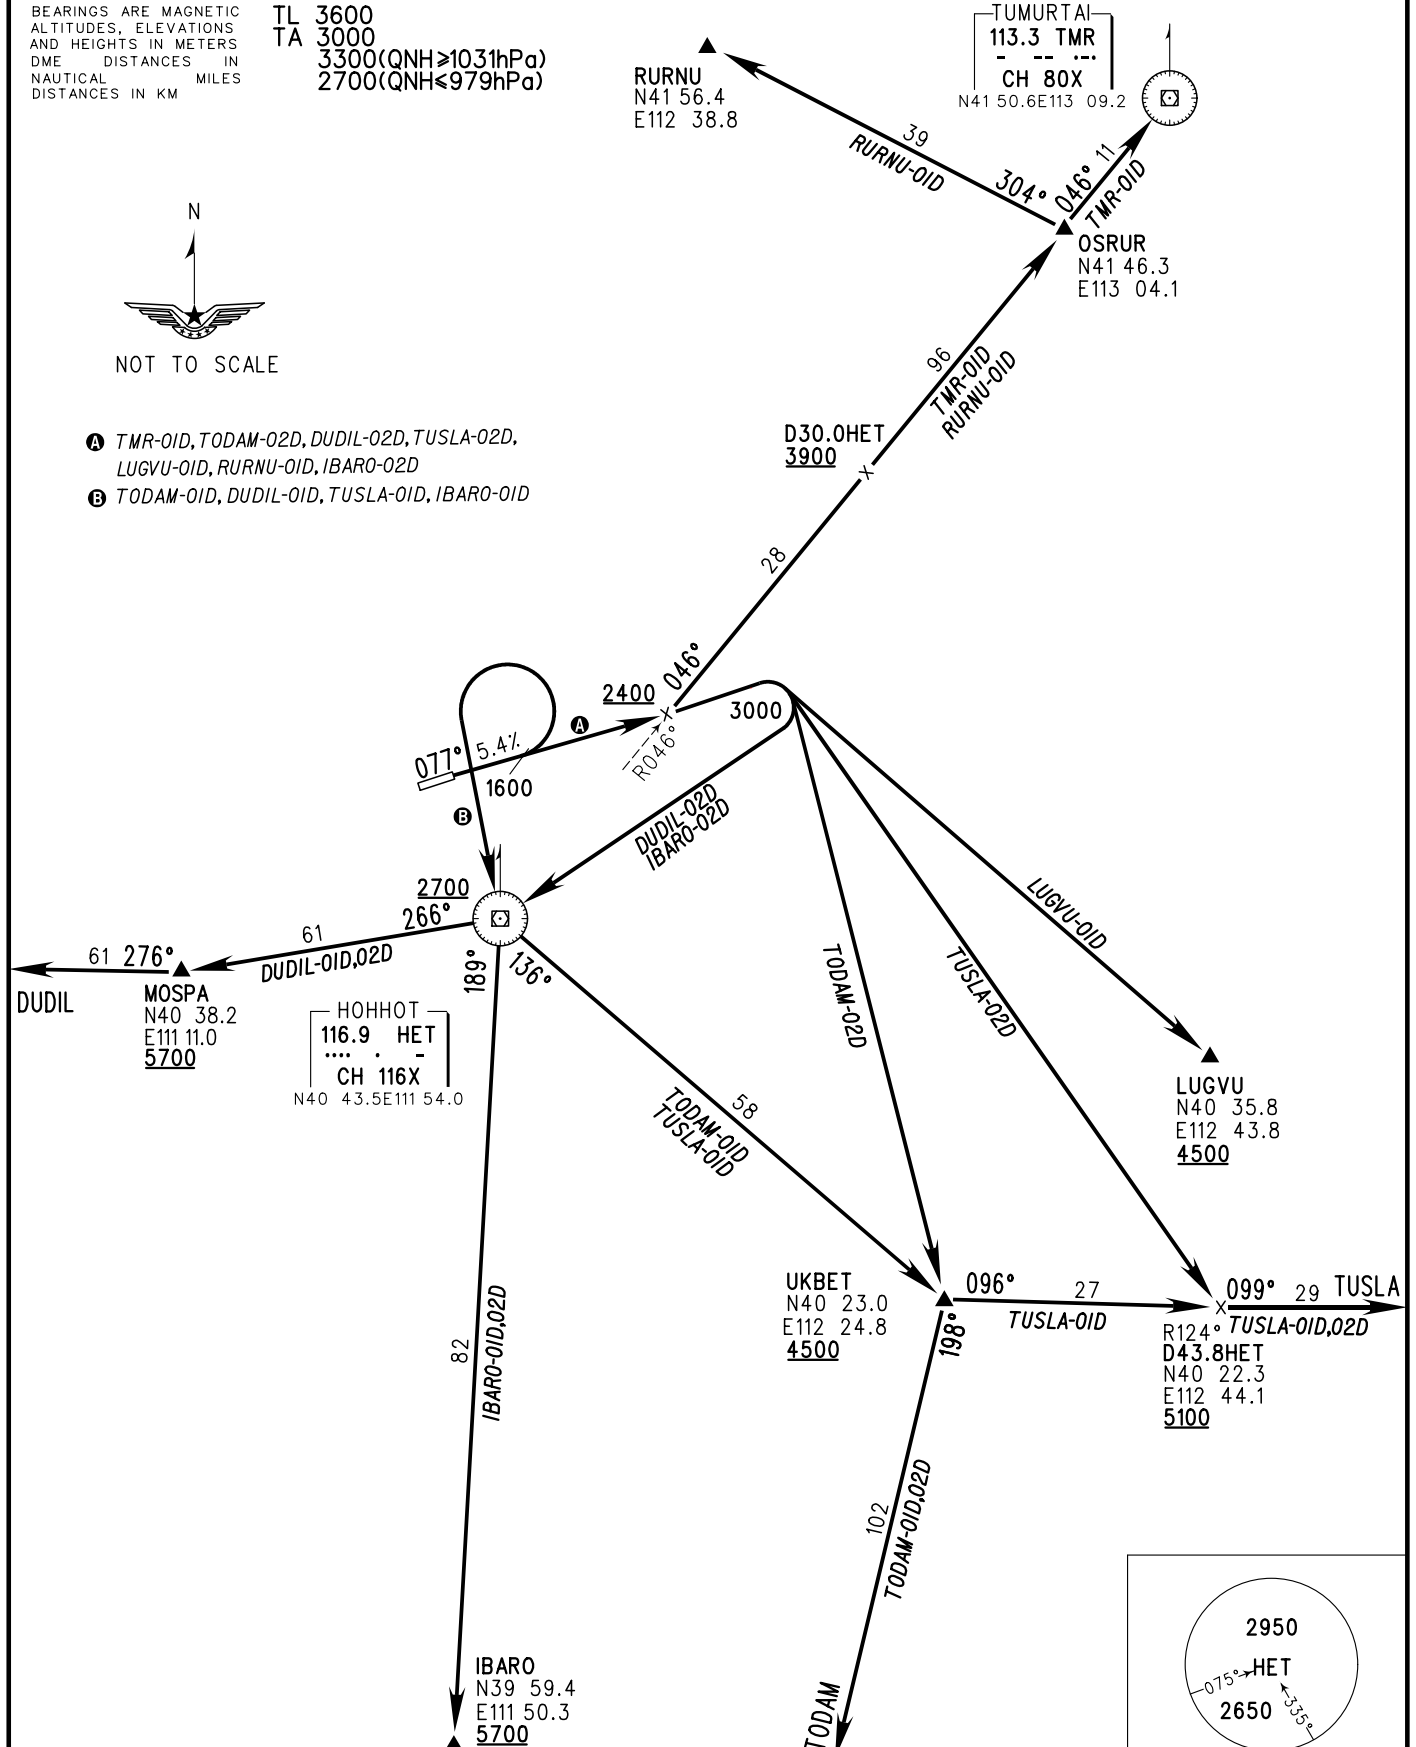 BEARINGS ARE MAGNETIC
ALTITUDES, ELEVATIONS
AND HEIGHTS IN METERS
DME DISTANCES IN
NAUTICAL MILES
DISTANCES IN KM
TL 3600
TA 3000
3300(QNH≥1031hPa)
2700(QNH≤979hPa)
RURNU
N41 56.4
E112 38.8
TUMURTAI
113.3 TMR
- -- ·-·
CH 80X
N41 50.6E113 09.2
39
RURNU-01D
304°
046°
11
TMR-01D
OSRUR
N41 46.3
E113 04.1
N
NOT TO SCALE
96
TMR-01D
RURNU-01D
A TMR-01D,TODAM-02D,DUDIL-02D,TUSLA-02D,
LUGVU-01D,RURNU-01D,IBARO-02D
B TODAM-01D,DUDIL-01D,TUSLA-01D,IBARO-01D
D30.0HET
3900
28
046°
2400
A
3000
R046°
077°
5.4%
1600
B
DUDIL-02D
IBARO-02D
2700
266°
61
DUDIL-01D,02D
61 276°
DUDIL
MOSPA
N40 38.2
E111 11.0
5700
189°
136°
HOHHOT
116.9 HET
···· · -
CH 116X
N40 43.5E111 54.0
LUGVU-01D
TODAM-02D
TUSLA-02D
LUGVU
N40 35.8
E112 43.8
4500
58
TODAM-01D
TUSLA-01D
UKBET
N40 23.0
E112 24.8
4500
096°
27
TUSLA-01D
198°
099° 29 TUSLA
TUSLA-01D,02D
R124°
D43.8HET
N40 22.3
E112 44.1
5100
82
IBARO-01D,02D
102
TODAM-01D,02D
TODAM
IBARO
N39 59.4
E111 50.3
5700
2950
075°
HET
2650
335°